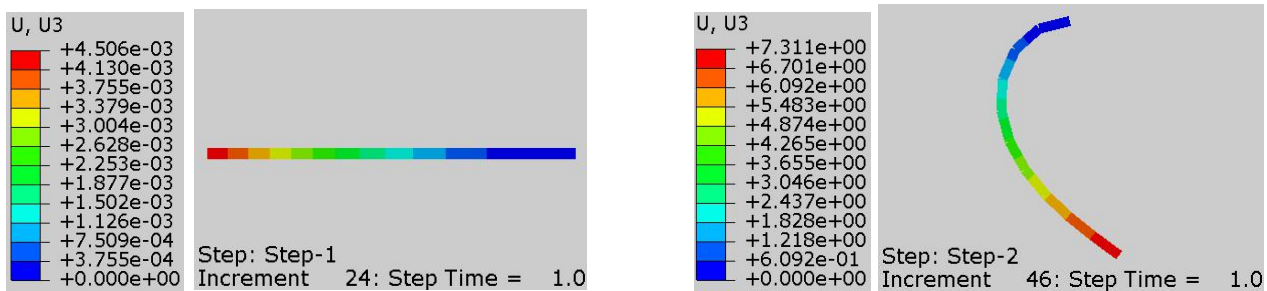 U, U3
+4.506e-03
+4.130e-03
+3.755e-03
+3.379e-03
+3.004e-03
+2.628e-03
+2.253e-03
+1.877e-03
+1.502e-03
+1.126e-03
+7.509e-04
+3.755e-04
+0.000e+00
Step: Step-1
Increment 24: Step Time = 1.0
U, U3
+7.311e+00
+6.701e+00
+6.092e+00
+5.483e+00
+4.874e+00
+4.265e+00
+3.655e+00
+3.046e+00
+2.437e+00
+1.828e+00
+1.218e+00
+6.092e-01
+0.000e+00
Step: Step-2
Increment 46: Step Time = 1.0